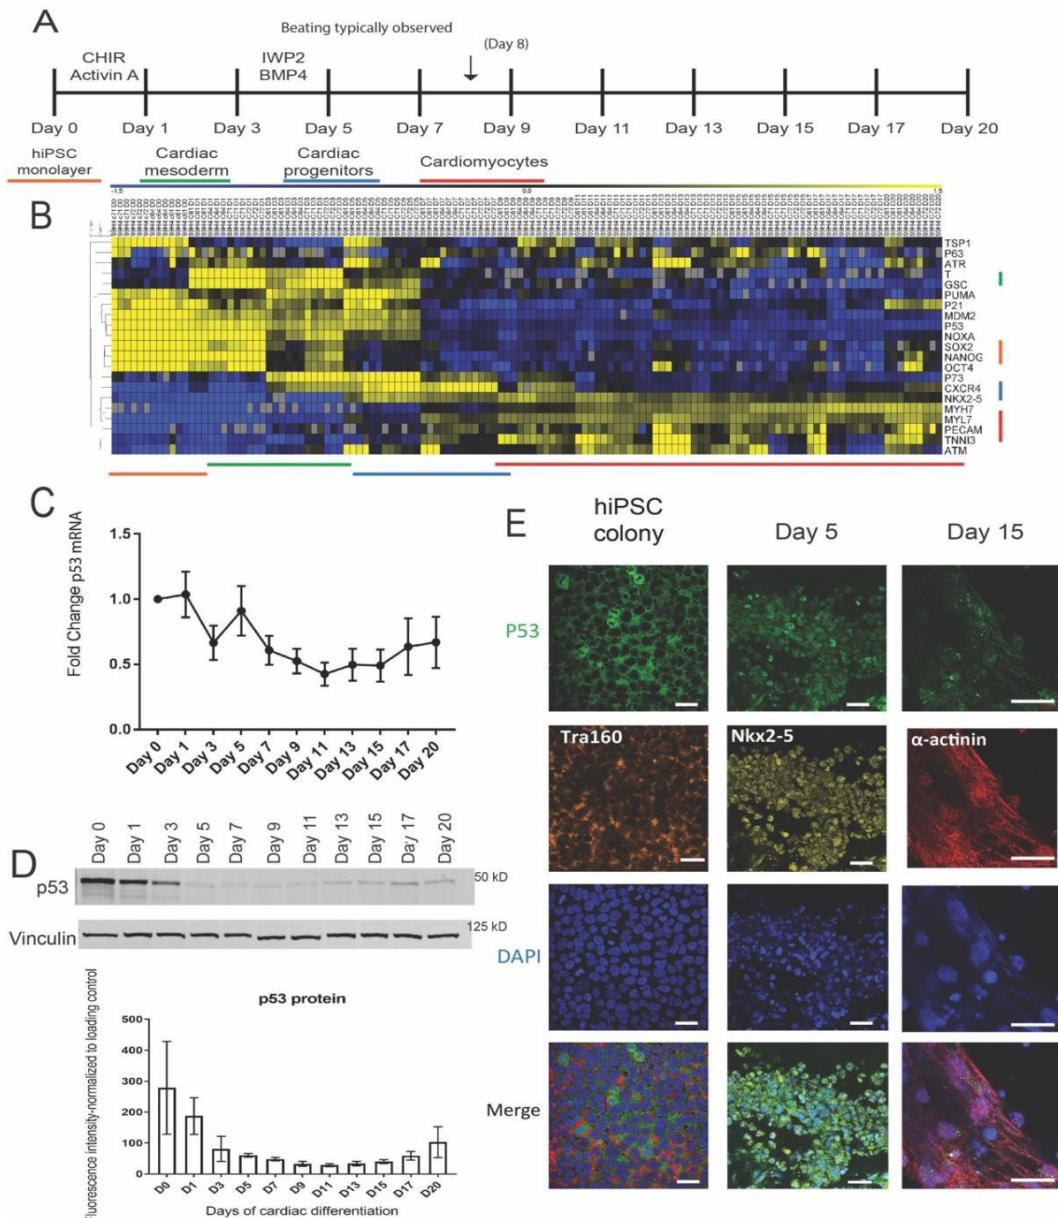 A
Beating typically observed
(Day 8)
CHIR
Activin A
IWP2
BMP4
Day 0
Day 1
Day 3
Day 5
Day 7
Day 9
Day 11
Day 13
Day 15
Day 17
Day 20
hiPSC
monolayer
Cardiac
mesoderm
Cardiac
progenitors
Cardiomyocytes
-1.5
0.0
1.5
B
TSP1
P63
ATR
T
GSC
PUMA
P21
MDM2
P53
NOXA
SOX2
NANOG
OCT4
P73
CXCR4
NKX2-5
MYH7
MYL7
PECAM
TNNI3
ATM
C
Fold Change p53 mRNA
1.5
1.0
0.5
0.0
Day 0
Day 1
Day 3
Day 5
Day 7
Day 9
Day 11
Day 13
Day 15
Day 17
Day 20
D
Day 0
Day 1
Day 3
Day 5
Day 7
Day 9
Day 11
Day 13
Day 15
Day 17
Day 20
p53
50 kD
Vinculin
125 kD
p53 protein
Fluorescence intensity-normalized to loading control
500
400
300
200
100
0
D0
D1
D3
D5
D7
D9
D11
D13
D15
D17
D20
Days of cardiac differentiation
E
hiPSC
colony
Day 5
Day 15
P53
Tra160
Nkx2-5
α-actinin
DAPI
Merge